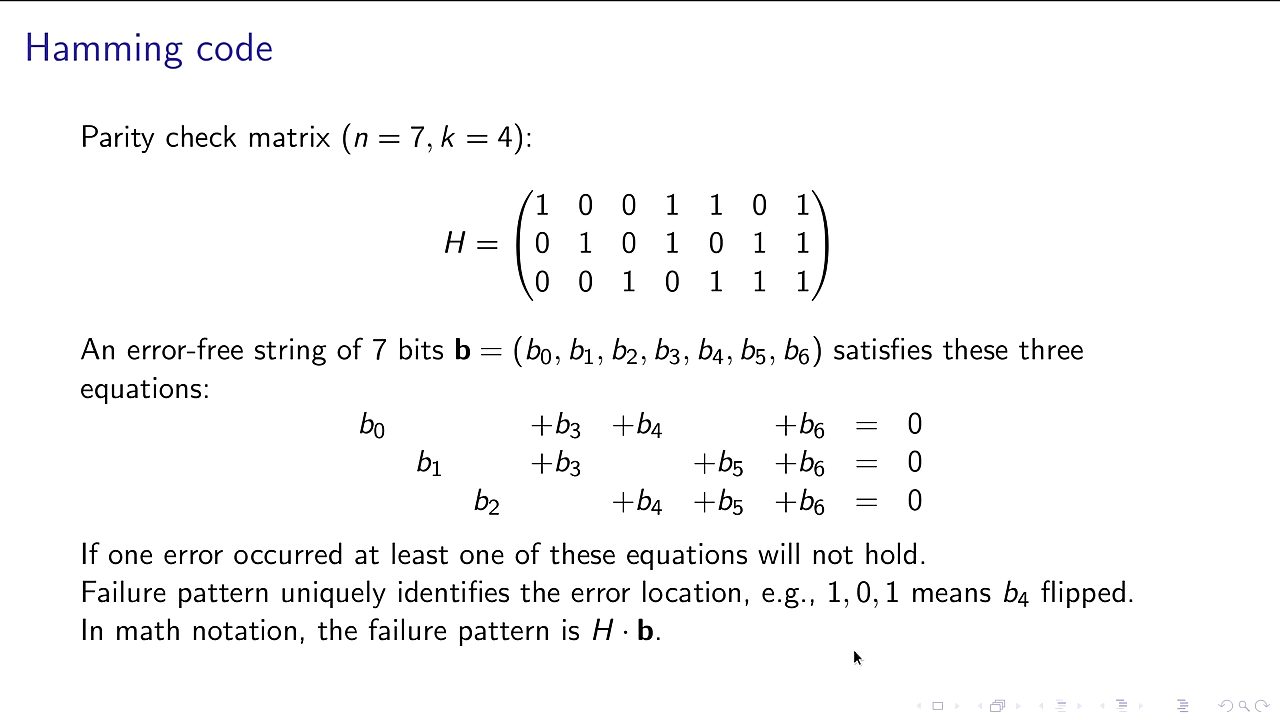 Hamming code
Parity check matrix (n = 7, k = 4):
H = (1 0 0 1 1 0 1
0 1 0 1 0 1 1
0 0 1 0 1 1 1)
An error-free string of 7 bits b = (b₀, b₁, b₂, b₃, b₄, b₅, b₆) satisfies these three
equations:
b₀ +b₃ +b₄ +b₆ = 0
b₁ +b₃ +b₅ +b₆ = 0
b₂ +b₄ +b₅ +b₆ = 0
If one error occurred at least one of these equations will not hold.
Failure pattern uniquely identifies the error location, e.g., 1, 0, 1 means b₄ flipped.
In math notation, the failure pattern is H · b.